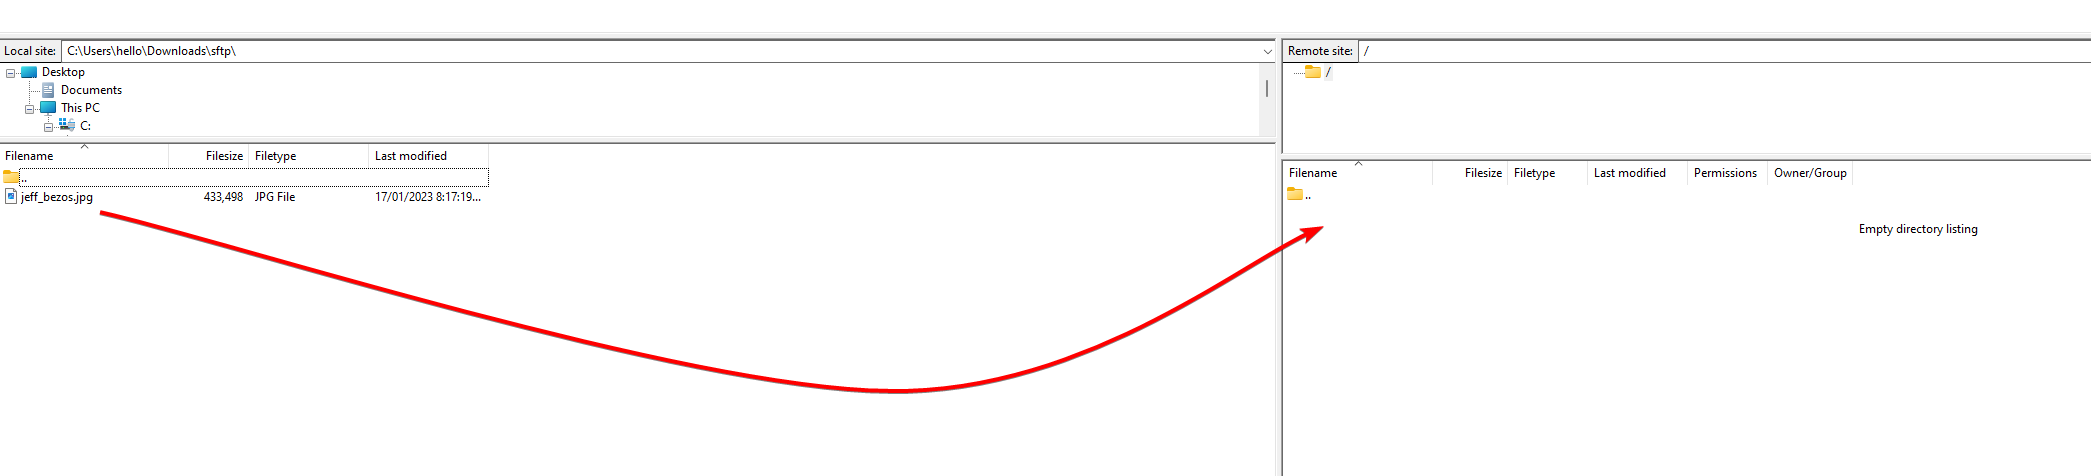 Local site: C:\Users\hello\Downloads\sftp\
Desktop
Documents
This PC
C:
Filename Filesize Filetype Last modified
..
jeff_bezos.jpg 433,498 JPG File 17/01/2023 8:17:19...
Remote site: /
/
Filename Filesize Filetype Last modified Permissions Owner/Group
..
Empty directory listing